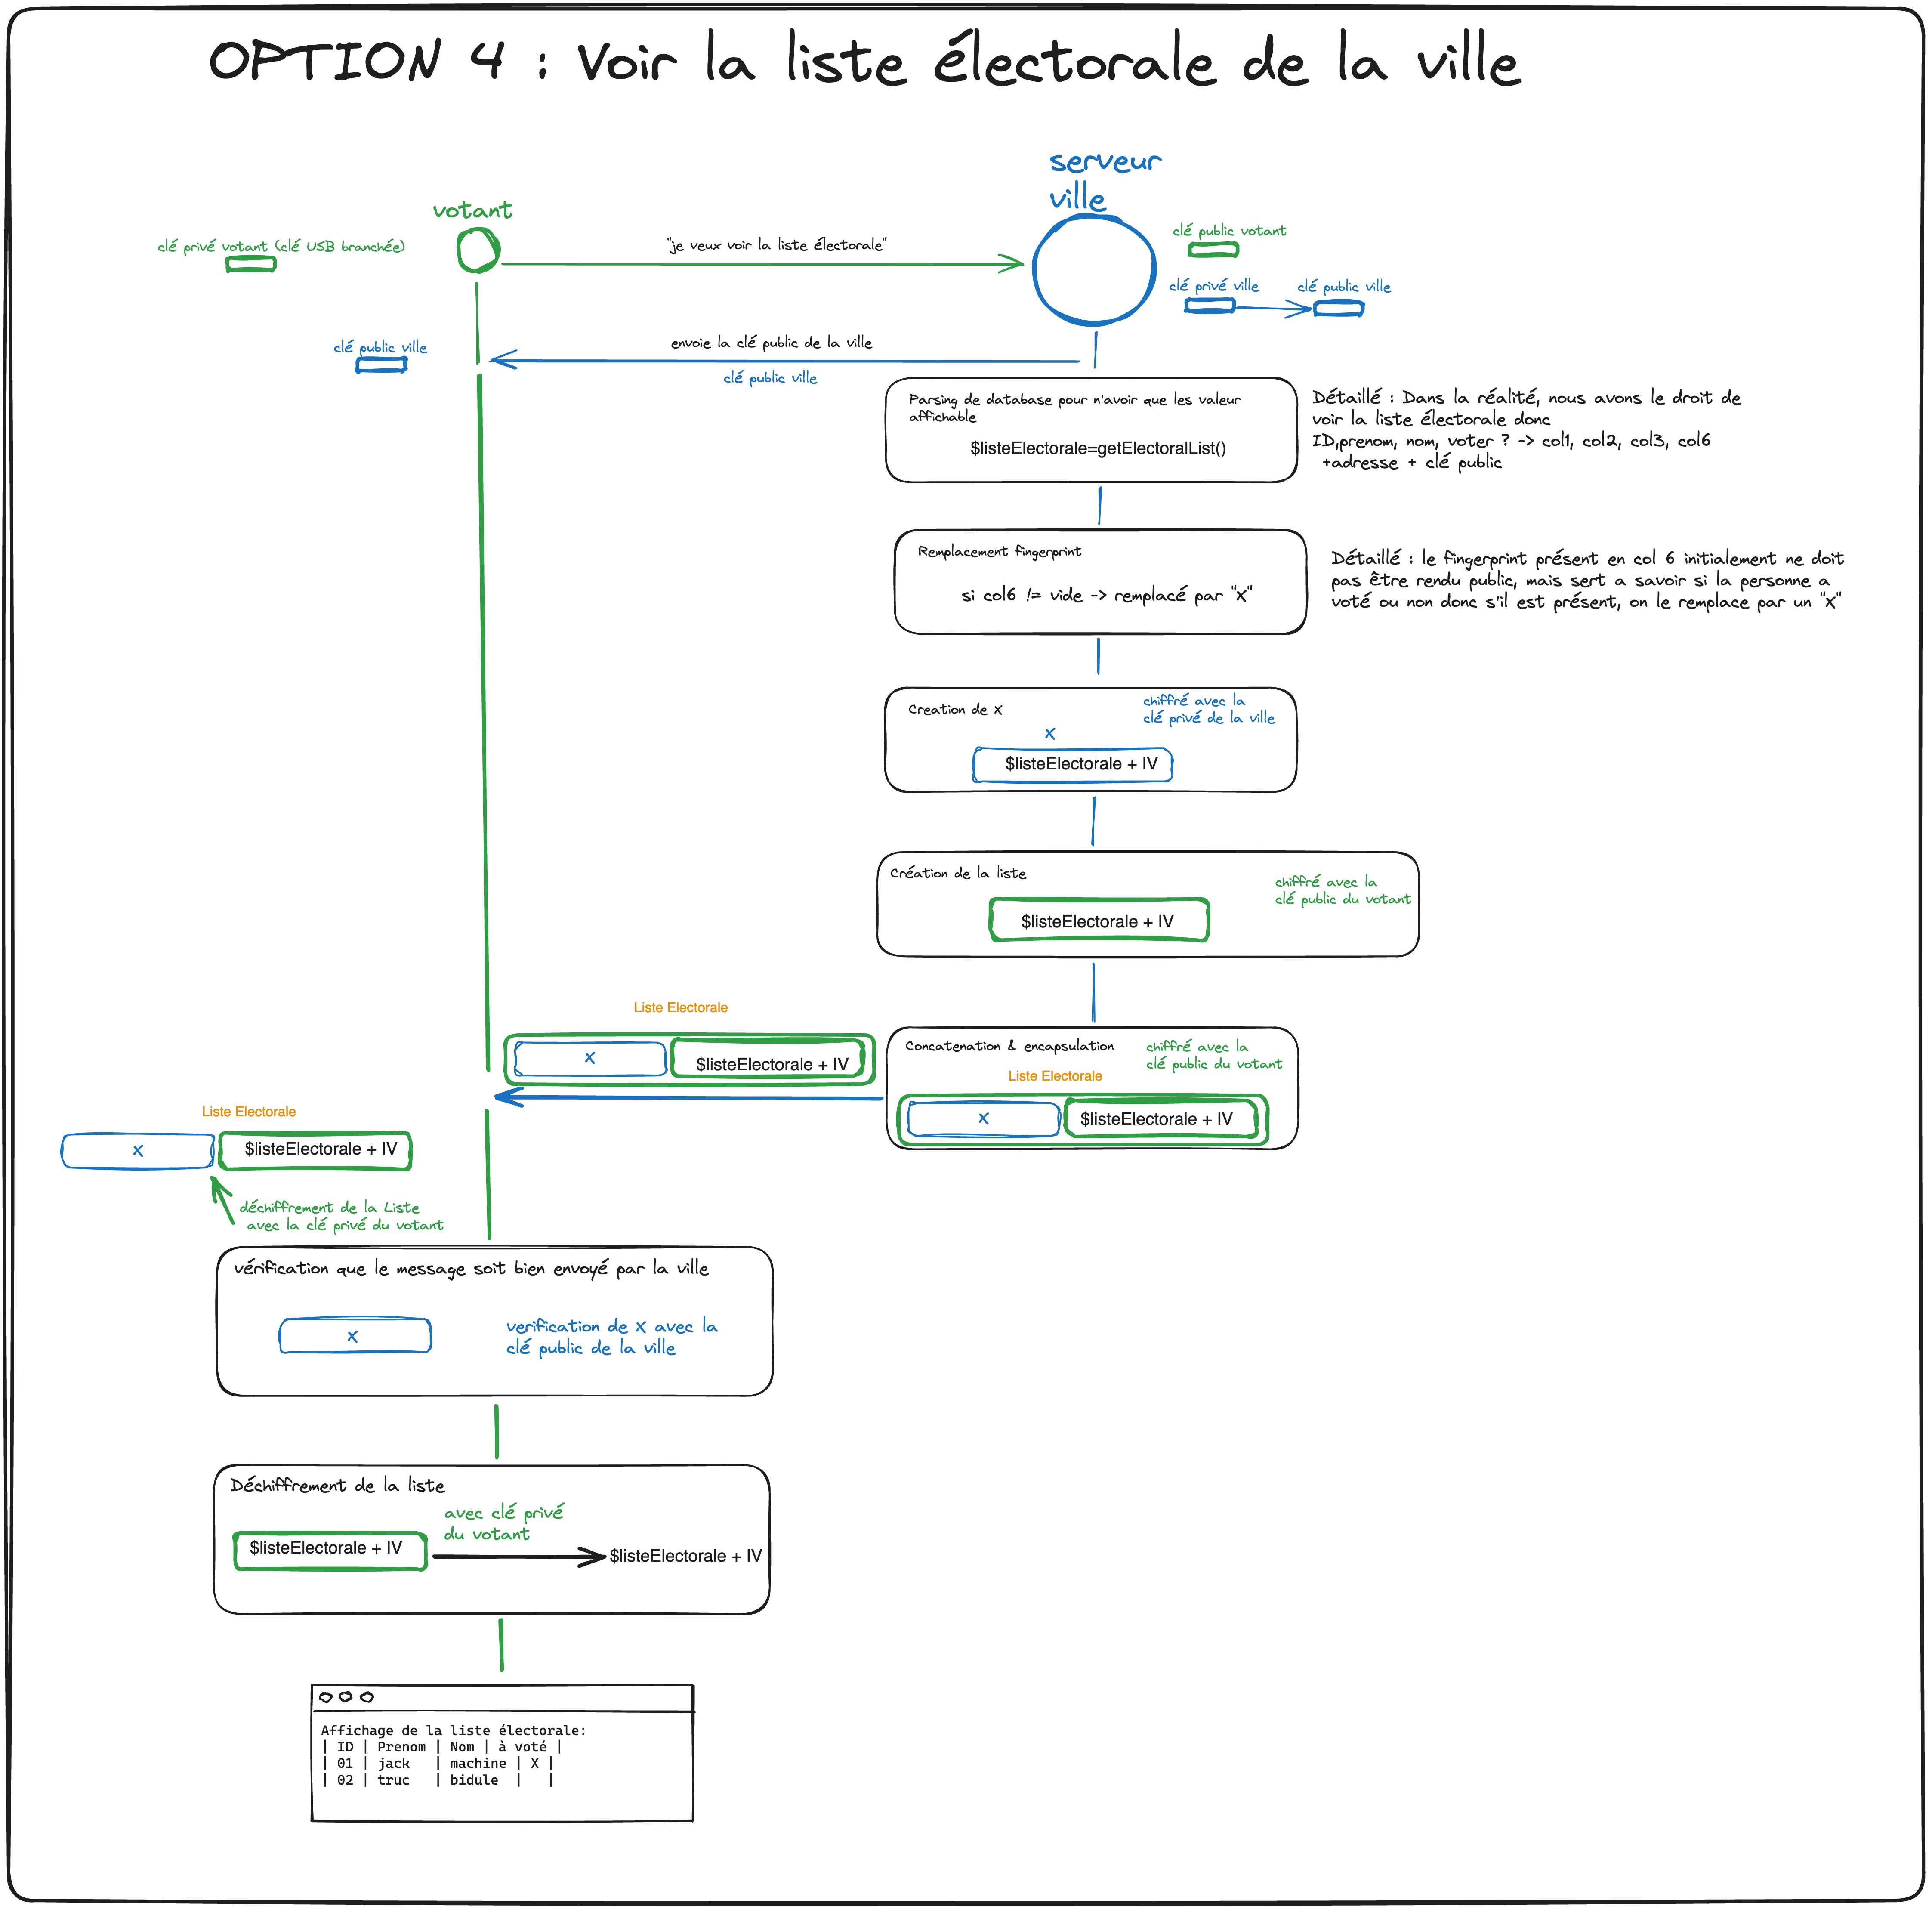 OPTION 4 : Voir la liste électorale de la ville
serveur
ville
votant
clé public votant
clé privé votant (clé USB branchée)
"je veux voir la liste électorale"
clé privé ville
clé public ville
envoie la clé public de la ville
clé public ville
clé public ville
Parsing de database pour n'avoir que les valeur
affichable
$listeElectorale=getElectoralList()
Détaillé : Dans la réalité, nous avons le droit de
voir la liste électorale donc
ID,prenom, nom, voter ? -> col1, col2, col3, col6
+adresse + clé public
Remplacement fingerprint
si col6 != vide -> remplacé par "X"
Détaillé : le fingerprint présent en col 6 initialement ne doit
pas être rendu public, mais sert a savoir si la personne a
voté ou non donc s'il est présent, on le remplace par un "X"
Creation de X
chiffré avec la
clé privé de la ville
X
$listeElectorale + IV
Création de la liste
chiffré avec la
clé public du votant
$listeElectorale + IV
Liste Electorale
X
$listeElectorale + IV
Concatenation & encapsulation
chiffré avec la
clé public du votant
Liste Electorale
X
$listeElectorale + IV
Liste Electorale
X
$listeElectorale + IV
déchiffrement de la Liste
avec la clé privé du votant
vérification que le message soit bien envoyé par la ville
X
verification de X avec la
clé public de la ville
Déchiffrement de la liste
avec clé privé
du votant
$listeElectorale + IV
$listeElectorale + IV
Affichage de la liste électorale:
| ID | Prenom | Nom | à voté |
| 01 | jack | machine | X |
| 02 | truc | bidule | |